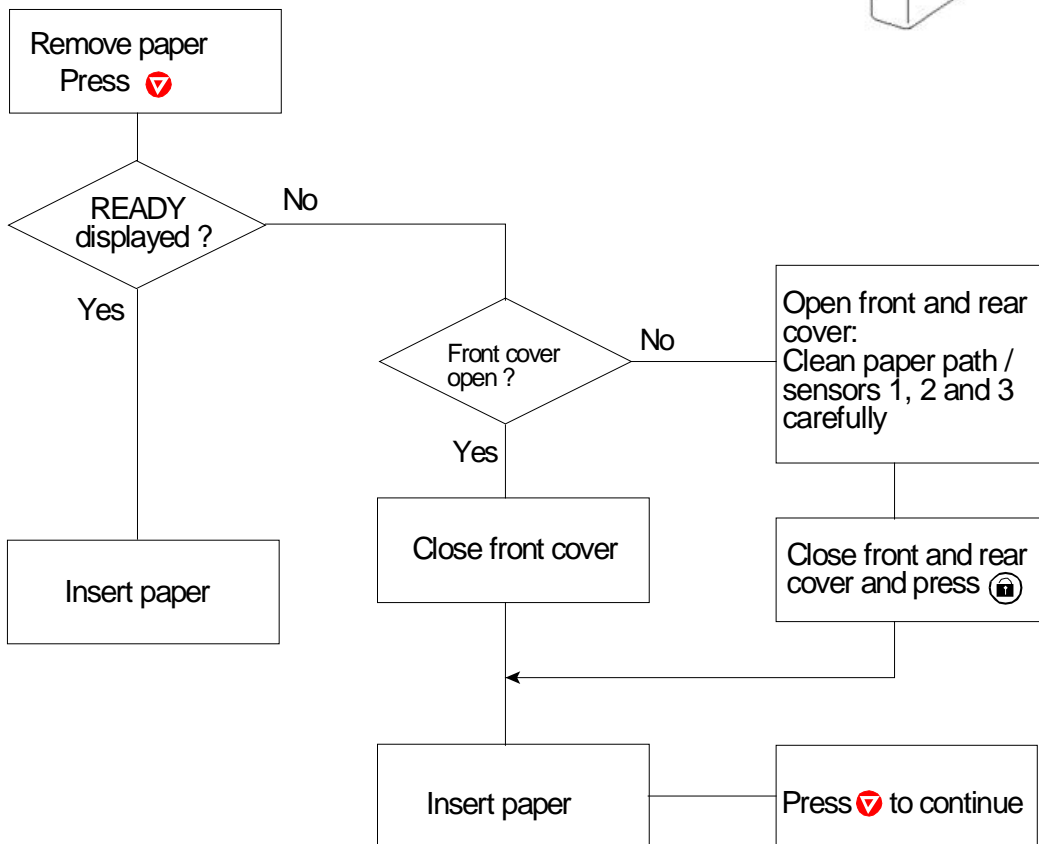 Remove paper
Press
READY
displayed ?
No
Yes
Insert paper
Front cover
open ?
No
Yes
Open front and rear
cover:
Clean paper path /
sensors 1, 2 and 3
carefully
Close front cover
Close front and rear
cover and press
Insert paper
Press to continue